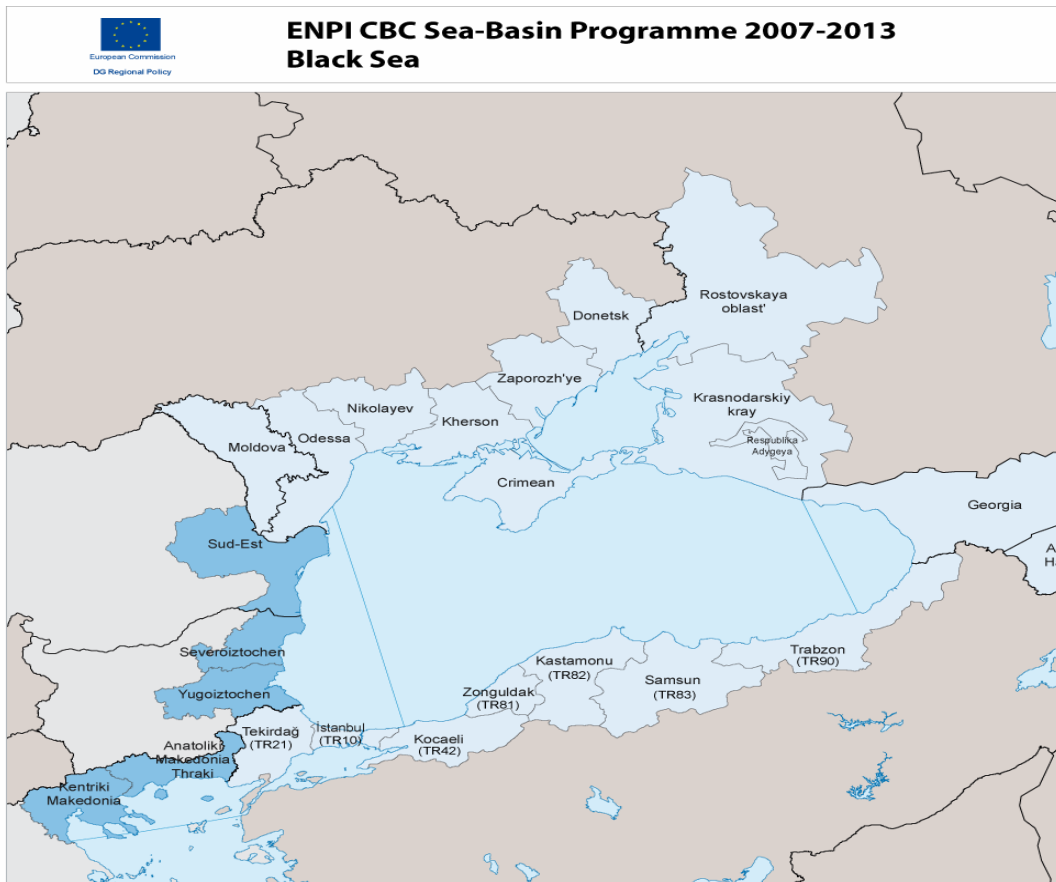 ENPI CBC Sea-Basin Programme 2007-2013
Black Sea
European Commission
DG Regional Policy
Rostovskaya
oblast'
Donetsk
Zaporozh'ye
Krasnodarskiy
kray
Nikolayev
Kherson
Odessa
Moldova
Respublika
Adygeya
Crimean
Georgia
Sud-Est
Severoiztochen
Trabzon
(TR90)
Kastamonu
(TR82)
Samsun
(TR83)
Zonguldak
(TR81)
Yugoiztochen
Tekirdağ
(TR21)
İstanbul
(TR10)
Kocaeli
(TR42)
Anatoliki
Makedonia
Thraki
Kentriki
Makedonia